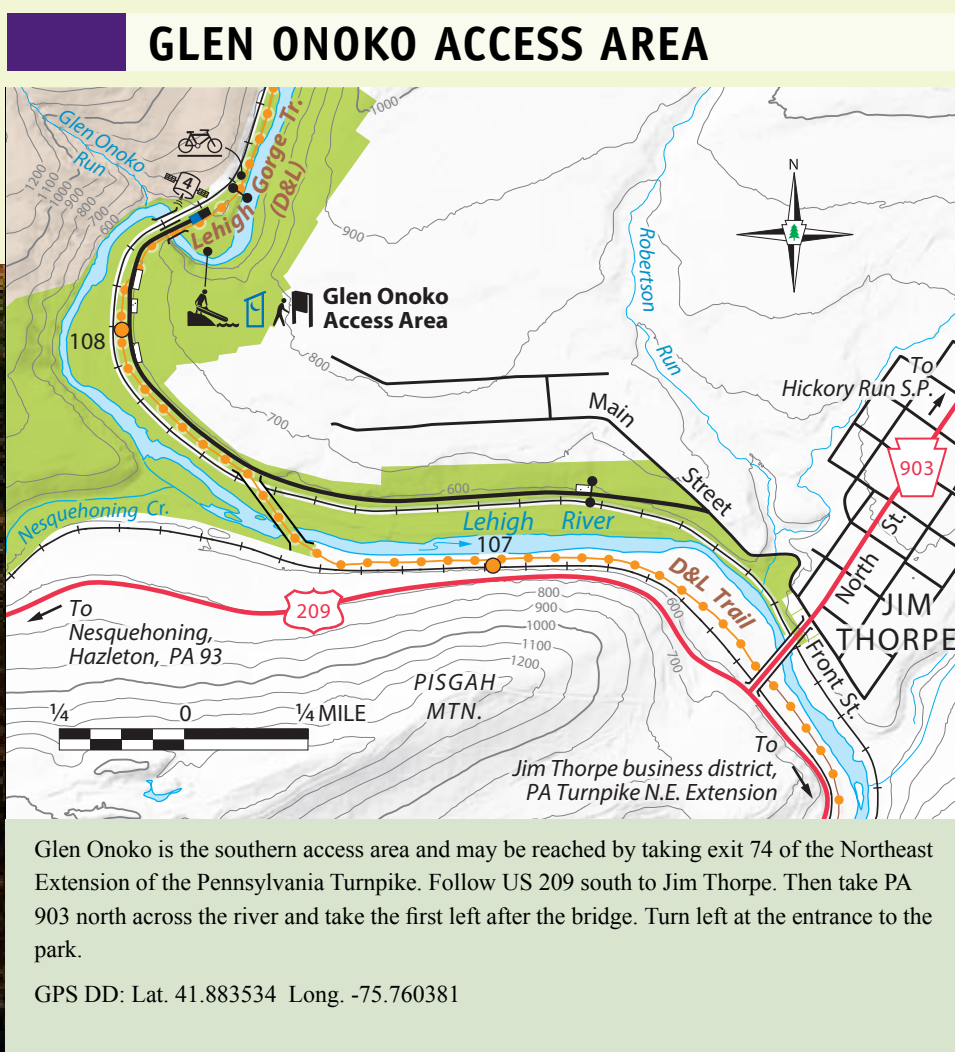 GLEN ONOKO ACCESS AREA
Glen Onoko
Run
1200
1100
1000
900
800
700
600
4
Lehigh Gorge Tr.
(D&L)
1000
900
N
Robertson
Run
Glen Onoko
Access Area
108
800
700
Main
Street
To
Hickory Run S.P.
903
600
Nesquehoning Cr.
Lehigh River
107
North St.
D&L Trail
JIM
THORPE
Front St.
209
To
Nesquehoning,
Hazleton, PA 93
800
900
1000
1100
1200
600
700
PISGAH
MTN.
¼ 0 ¼ MILE
To
Jim Thorpe business district,
PA Turnpike N.E. Extension
Glen Onoko is the southern access area and may be reached by taking exit 74 of the Northeast
Extension of the Pennsylvania Turnpike. Follow US 209 south to Jim Thorpe. Then take PA
903 north across the river and take the first left after the bridge. Turn left at the entrance to the
park.
GPS DD: Lat. 41.883534 Long. -75.760381